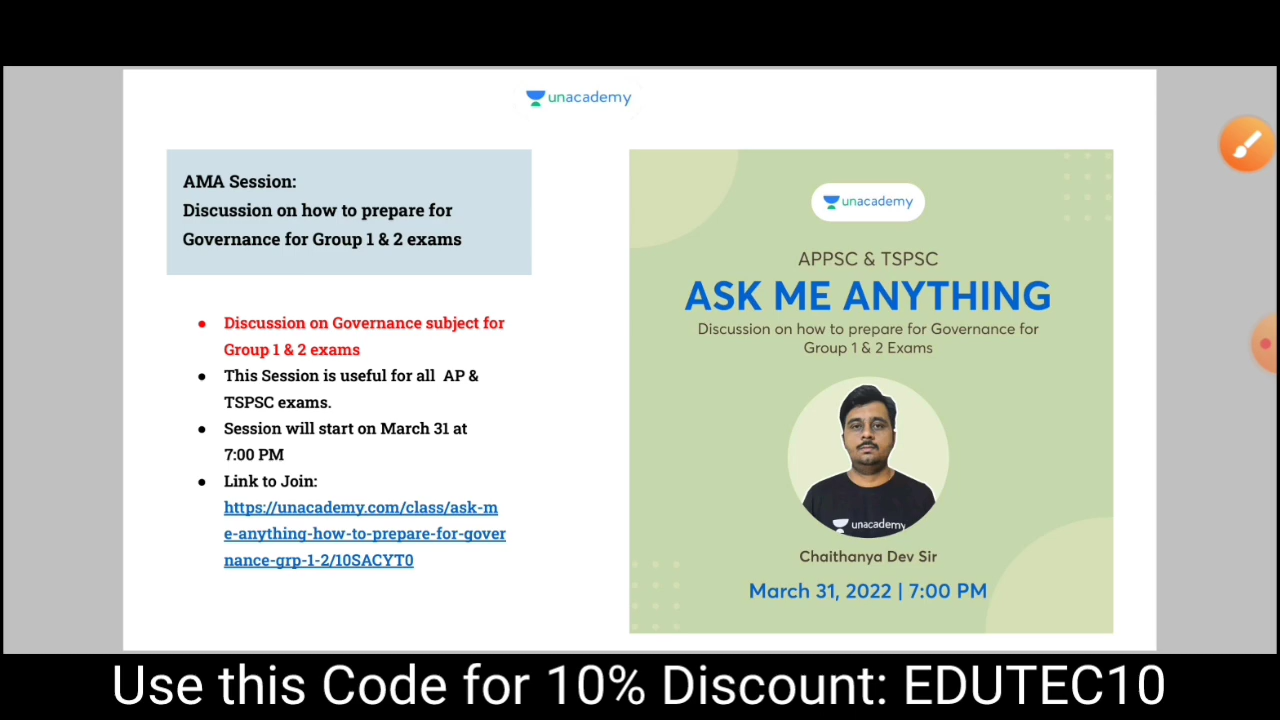 unacademy
AMA Session:
Discussion on how to prepare for
Governance for Group 1 & 2 exams
● Discussion on Governance subject for
Group 1 & 2 exams
● This Session is useful for all AP &
TSPSC exams.
● Session will start on March 31 at
7:00 PM
● Link to Join:
https://unacademy.com/class/ask-m
e-anything-how-to-prepare-for-gover
nance-grp-1-2/10SACYT0
unacademy
APPSC & TSPSC
ASK ME ANYTHING
Discussion on how to prepare for Governance for
Group 1 & 2 Exams
unacademy
Chaithanya Dev Sir
March 31, 2022 | 7:00 PM
Use this Code for 10% Discount: EDUTEC10